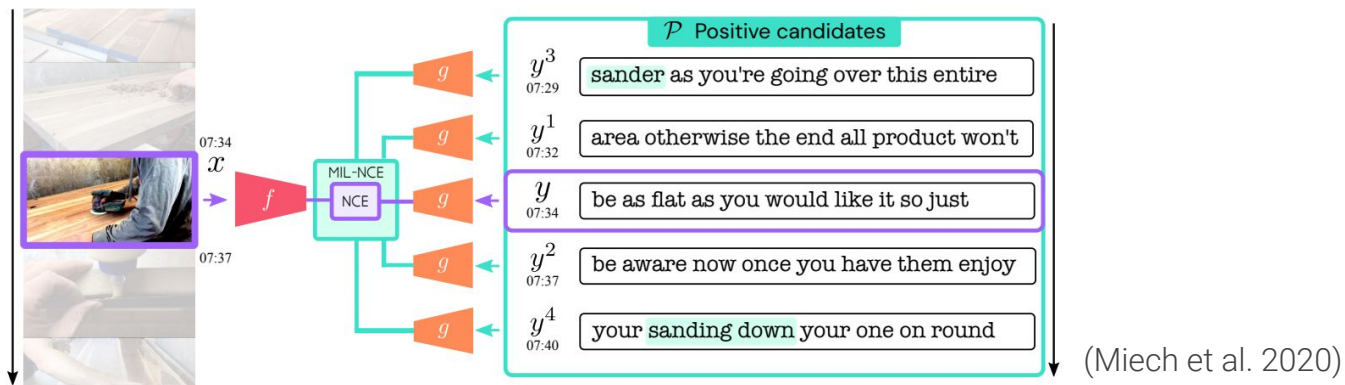 𝒫 Positive candidates
y³
07:29
sander as you're going over this entire
y¹
07:32
area otherwise the end all product won't
y
07:34
be as flat as you would like it so just
y²
07:37
be aware now once you have them enjoy
y⁴
07:40
your sanding down your one on round
07:34
x
07:37
f
MIL-NCE
NCE
g
g
g
g
g
(Miech et al. 2020)